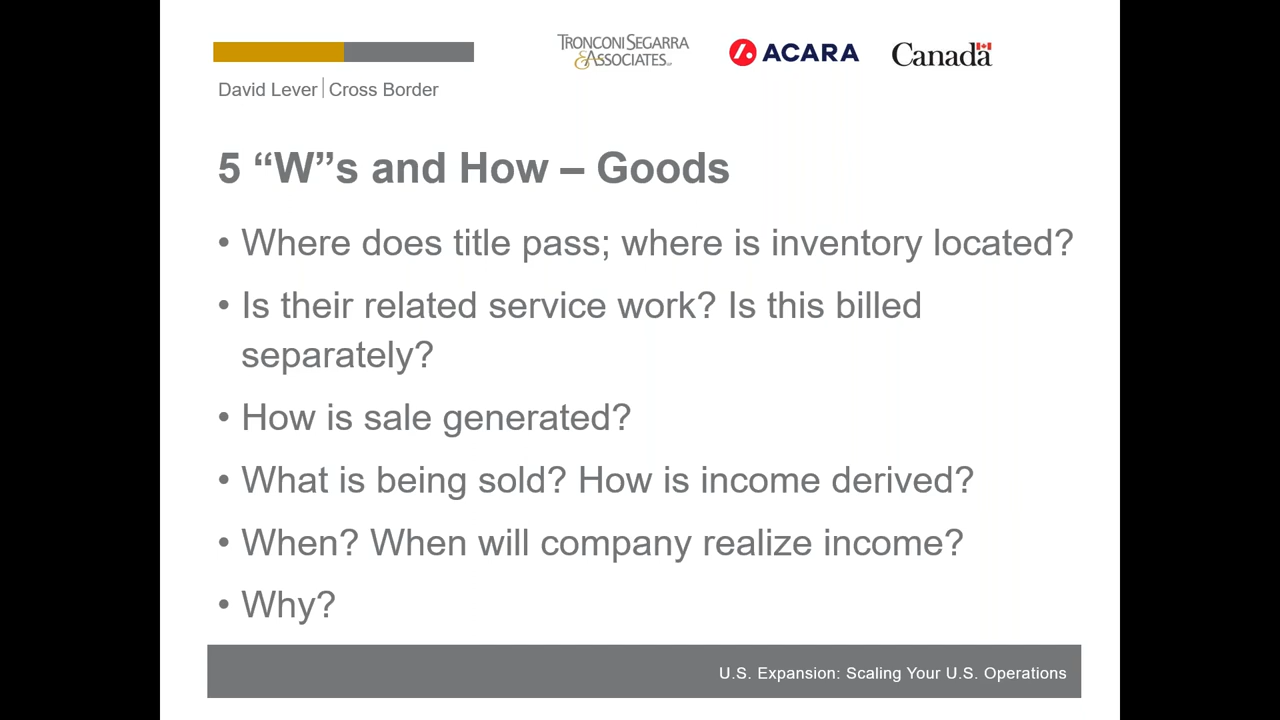 TRONCONI SEGARRA
& ASSOCIATES LLP
ACARA
Canada
David Lever | Cross Border
5 “W”s and How – Goods
• Where does title pass; where is inventory located?
• Is their related service work? Is this billed
separately?
• How is sale generated?
• What is being sold? How is income derived?
• When? When will company realize income?
• Why?
U.S. Expansion: Scaling Your U.S. Operations